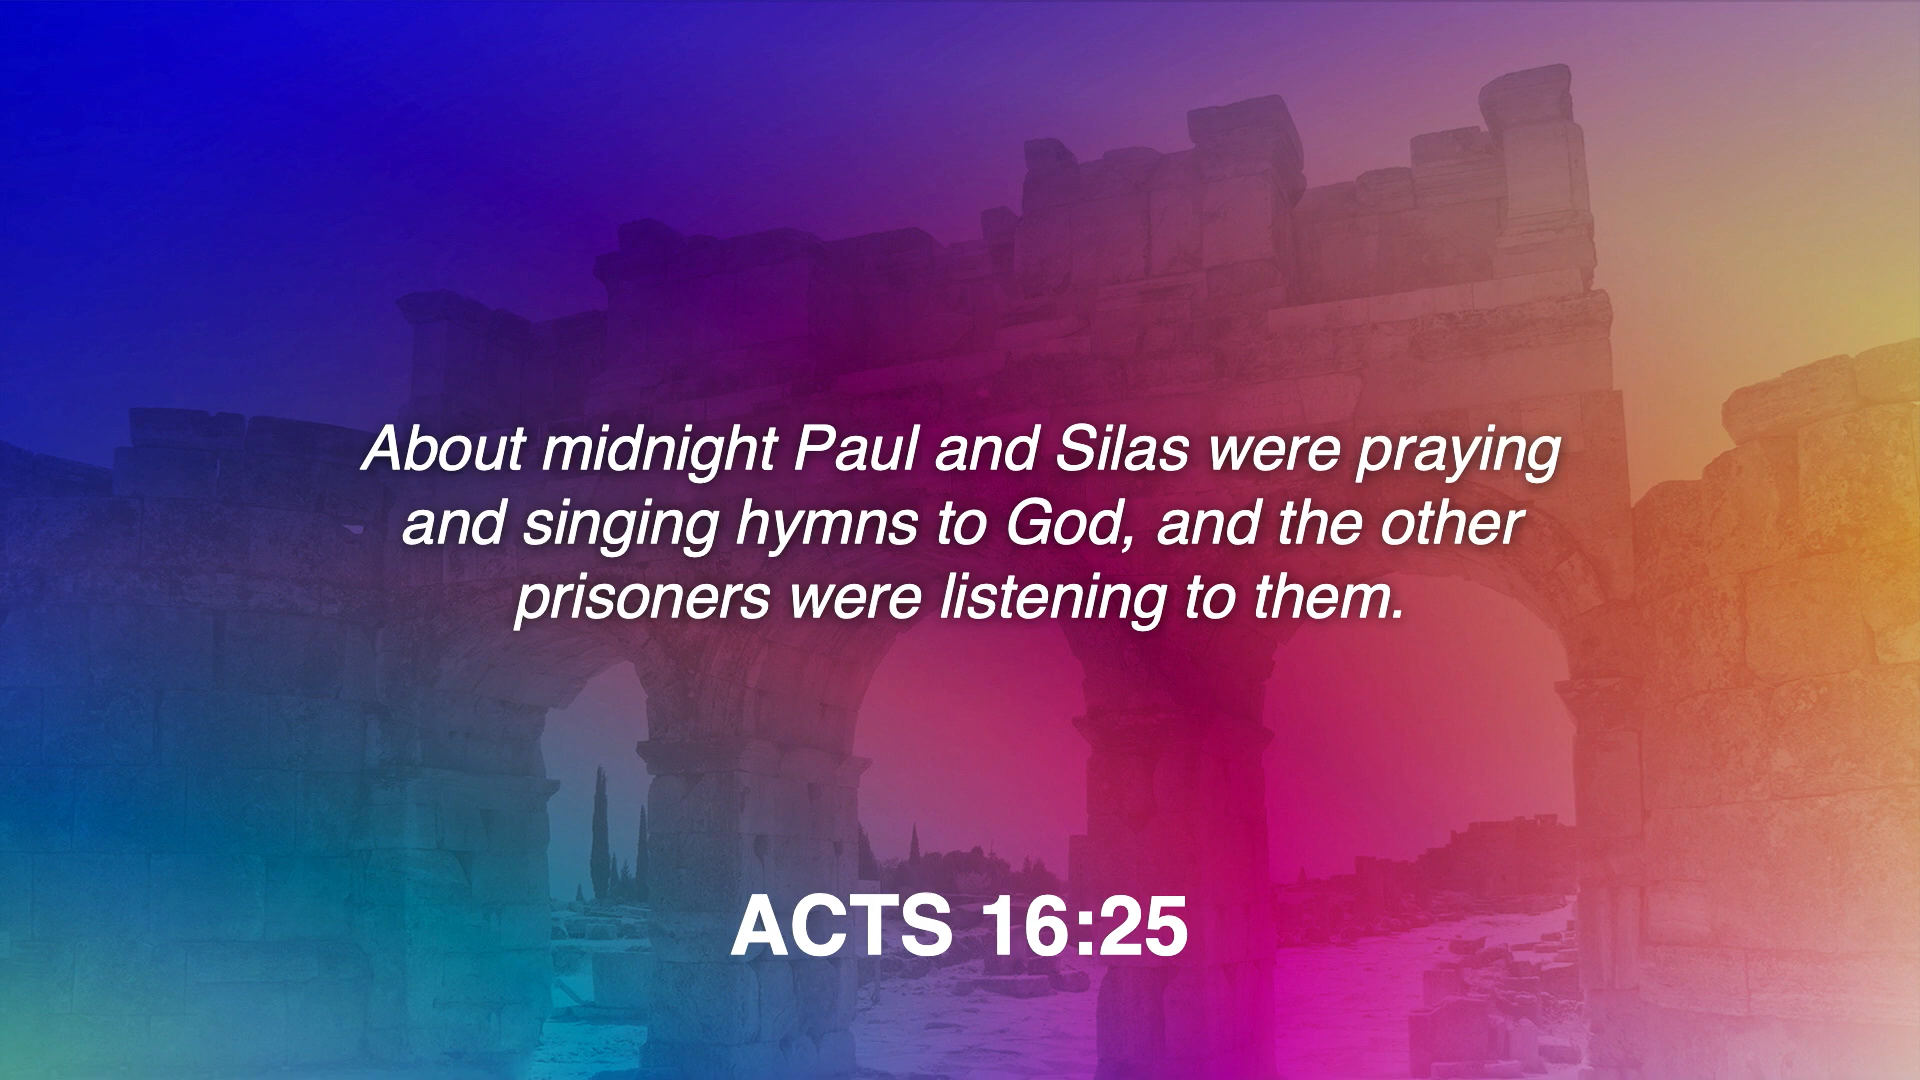 About midnight Paul and Silas were praying
and singing hymns to God, and the other
prisoners were listening to them.
ACTS 16:25